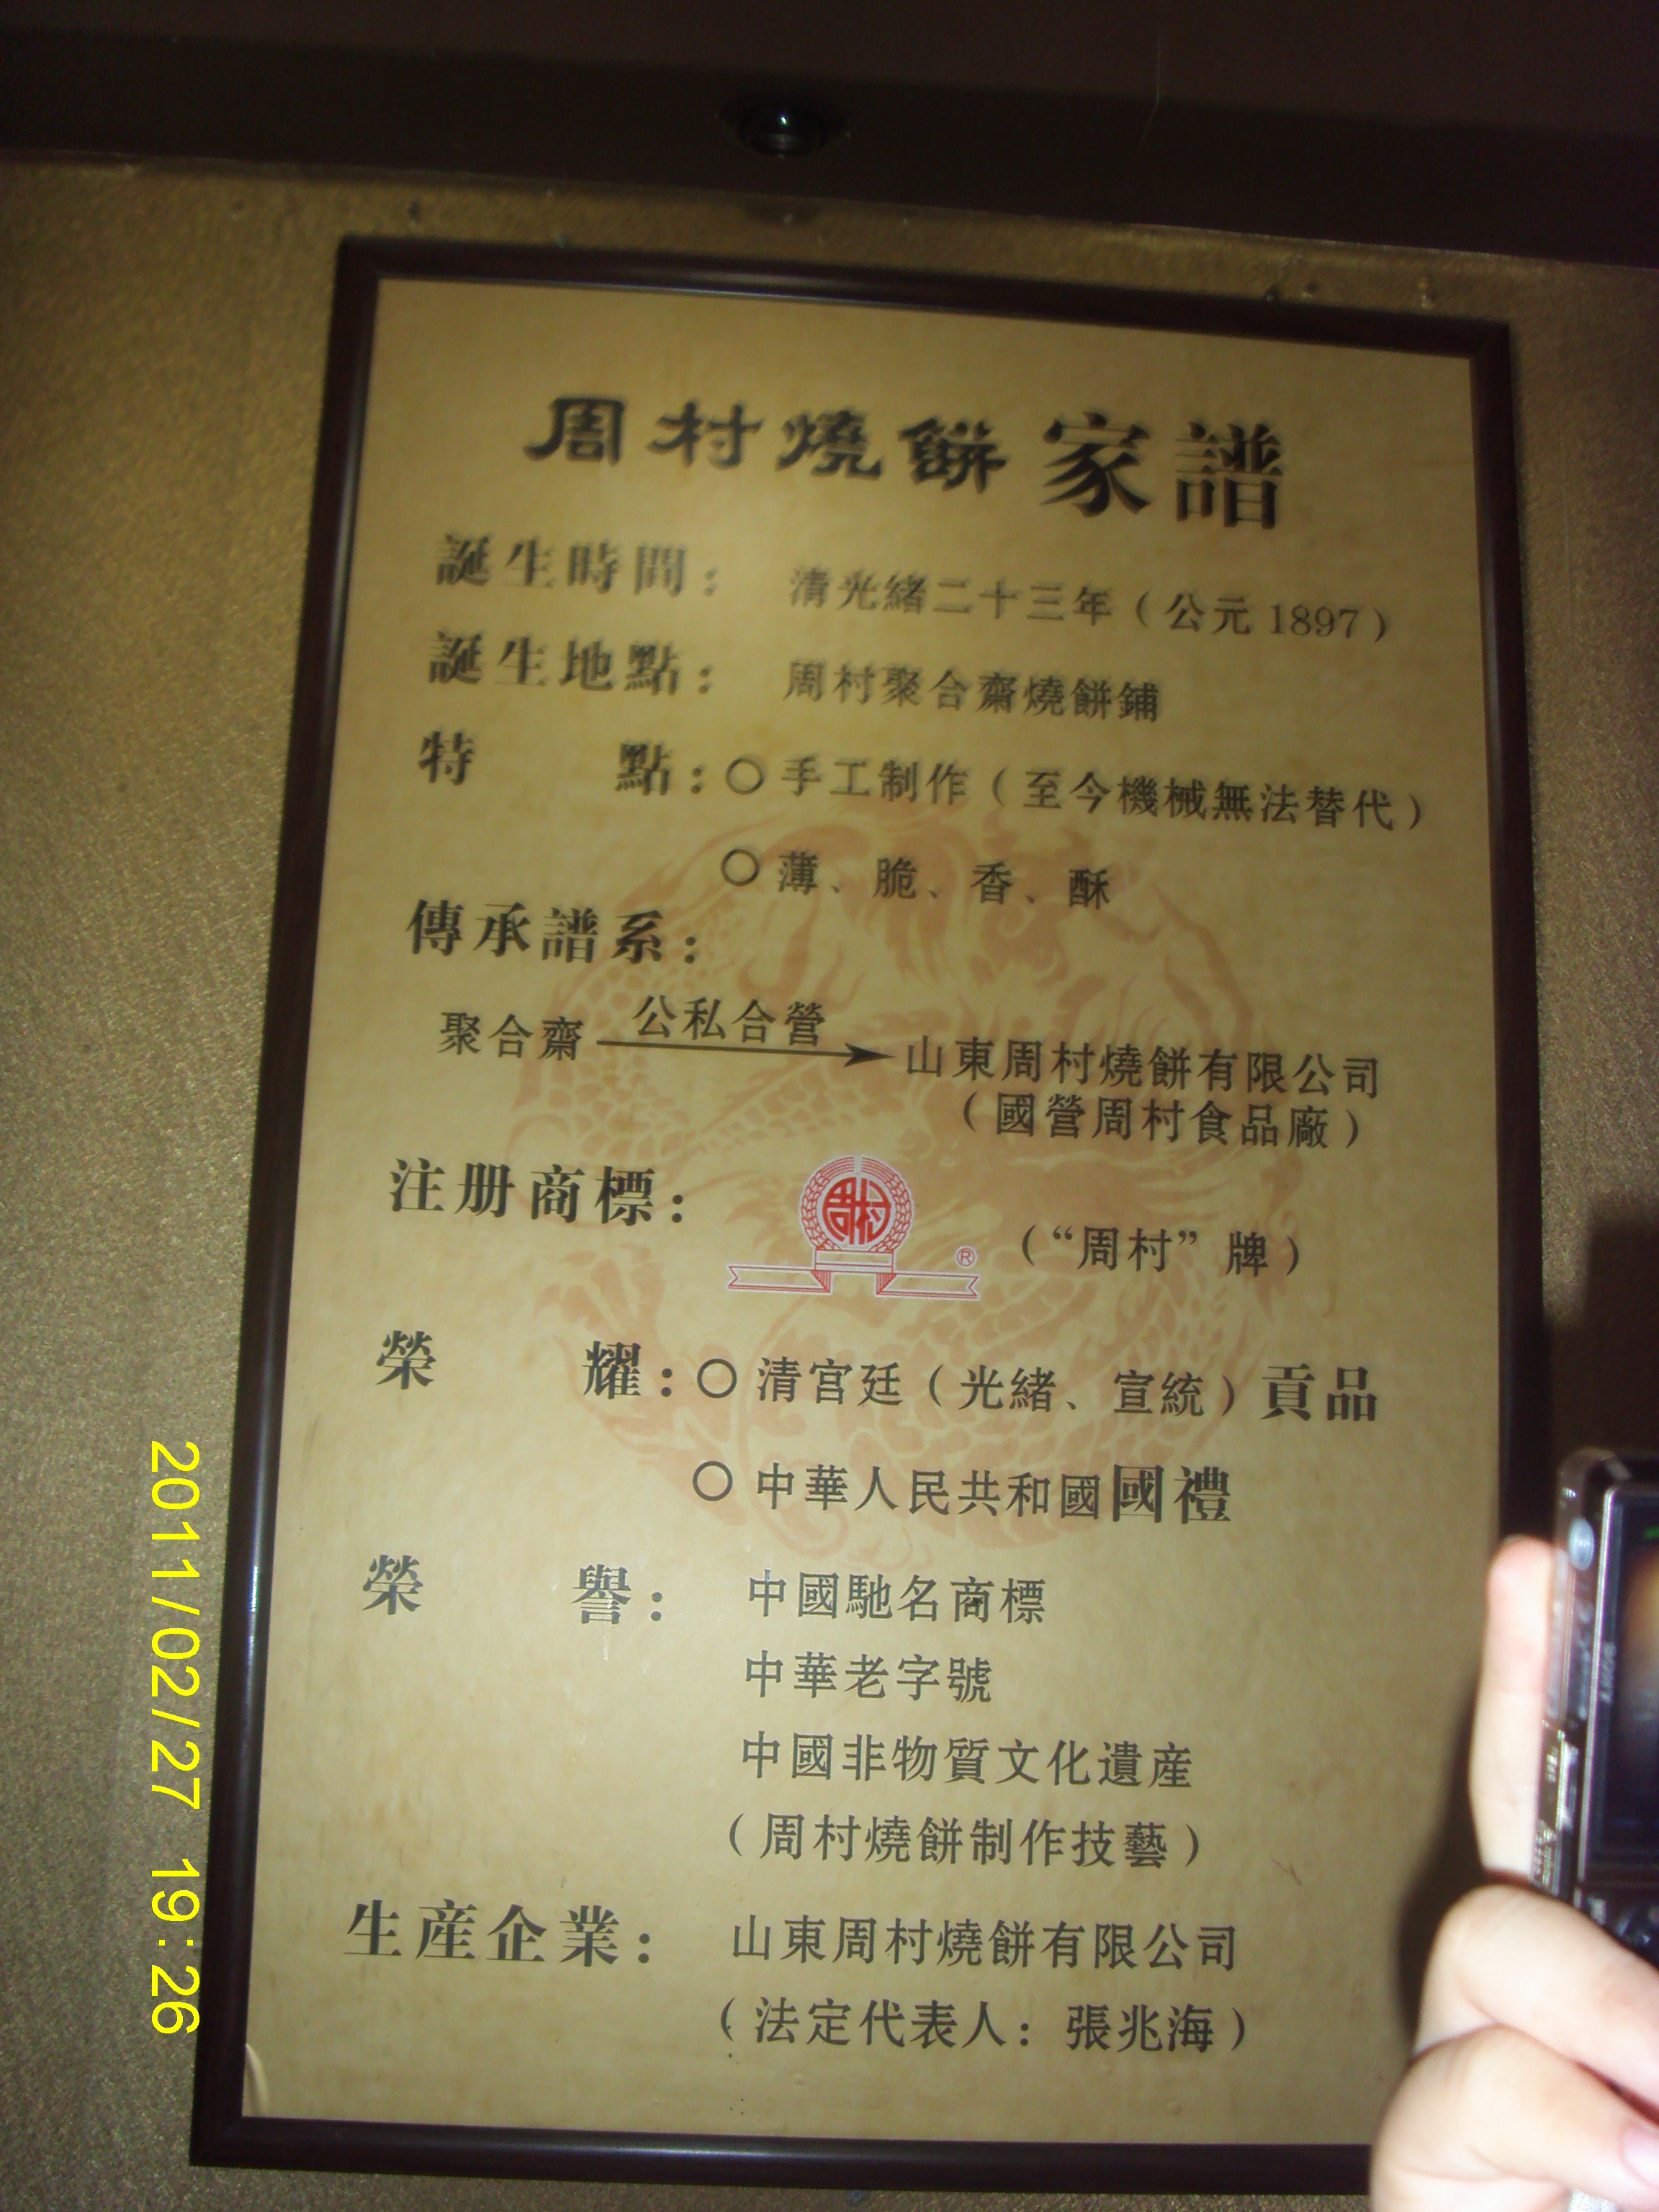 周村燒餅家譜
誕生時間： 清光緒二十三年（公元1897）
誕生地點： 周村聚合齋燒餅鋪
特 點：○ 手工制作（至今機械無法替代）
○ 薄、脆、香、酥
傳承譜系：
公私合營
聚合齋 山東周村燒餅有限公司
（國營周村食品廠）
注册商標： 周村 ® （“周村”牌）
榮 耀：○ 清宫廷（光緒、宣統）貢品
○ 中華人民共和國國禮
榮 譽： 中國馳名商標
中華老字號
中國非物質文化遺産
（周村燒餅制作技藝）
生産企業： 山東周村燒餅有限公司
（法定代表人：張兆海）
2011/02/27 19:26